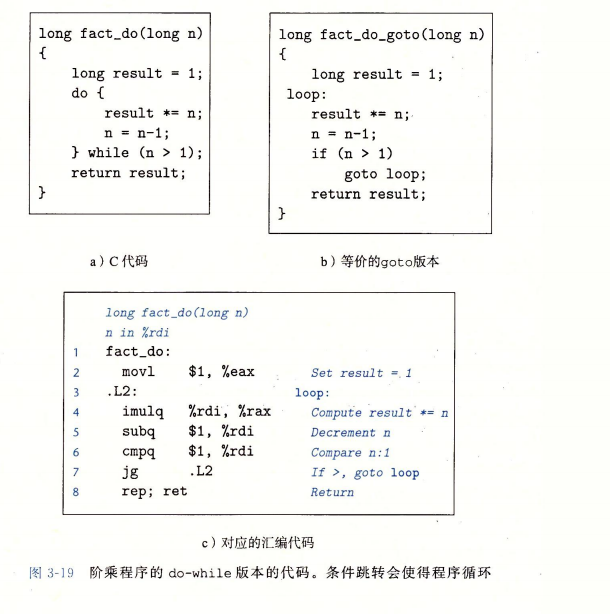 long fact_do(long n)
{
    long result = 1;
    do {
        result *= n;
        n = n-1;
    } while (n > 1);
    return result;
}
a）C 代码
long fact_do_goto(long n)
{
    long result = 1;
 loop:
    result *= n;
    n = n-1;
    if (n > 1)
        goto loop;
    return result;
}
b）等价的goto版本
long fact_do(long n)
n in %rdi
1 fact_do:
2   movl    $1, %eax    Set result = 1
3 .L2:    loop:
4   imulq   %rdi, %rax    Compute result *= n
5   subq    $1, %rdi    Decrement n
6   cmpq    $1, %rdi    Compare n:1
7   jg      .L2    If >, goto loop
8   rep; ret    Return
c）对应的汇编代码
图 3-19 阶乘程序的 do-while 版本的代码。条件跳转会使得程序循环